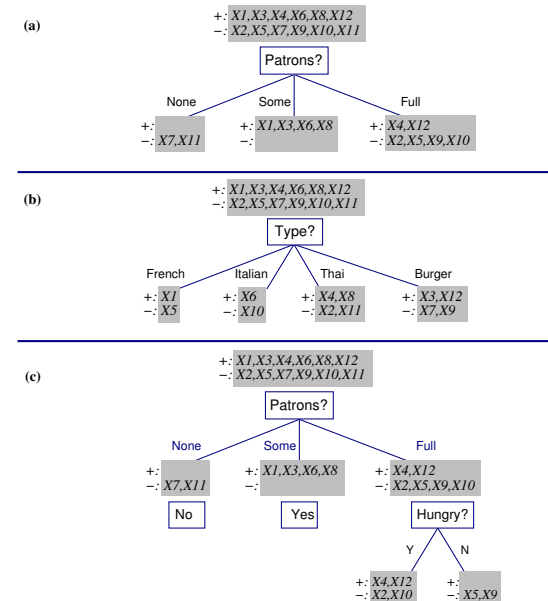 (a)
+: X1,X3,X4,X6,X8,X12
−: X2,X5,X7,X9,X10,X11
Patrons?
None Some Full
+: +: X1,X3,X6,X8 +: X4,X12
−: X7,X11 −: −: X2,X5,X9,X10
(b)
+: X1,X3,X4,X6,X8,X12
−: X2,X5,X7,X9,X10,X11
Type?
French Italian Thai Burger
+: X1 +: X6 +: X4,X8 +: X3,X12
−: X5 −: X10 −: X2,X11 −: X7,X9
(c)
+: X1,X3,X4,X6,X8,X12
−: X2,X5,X7,X9,X10,X11
Patrons?
None Some Full
+: +: X1,X3,X6,X8 +: X4,X12
−: X7,X11 −: −: X2,X5,X9,X10
No Yes Hungry?
Y N
+: X4,X12 +:
−: X2,X10 −: X5,X9